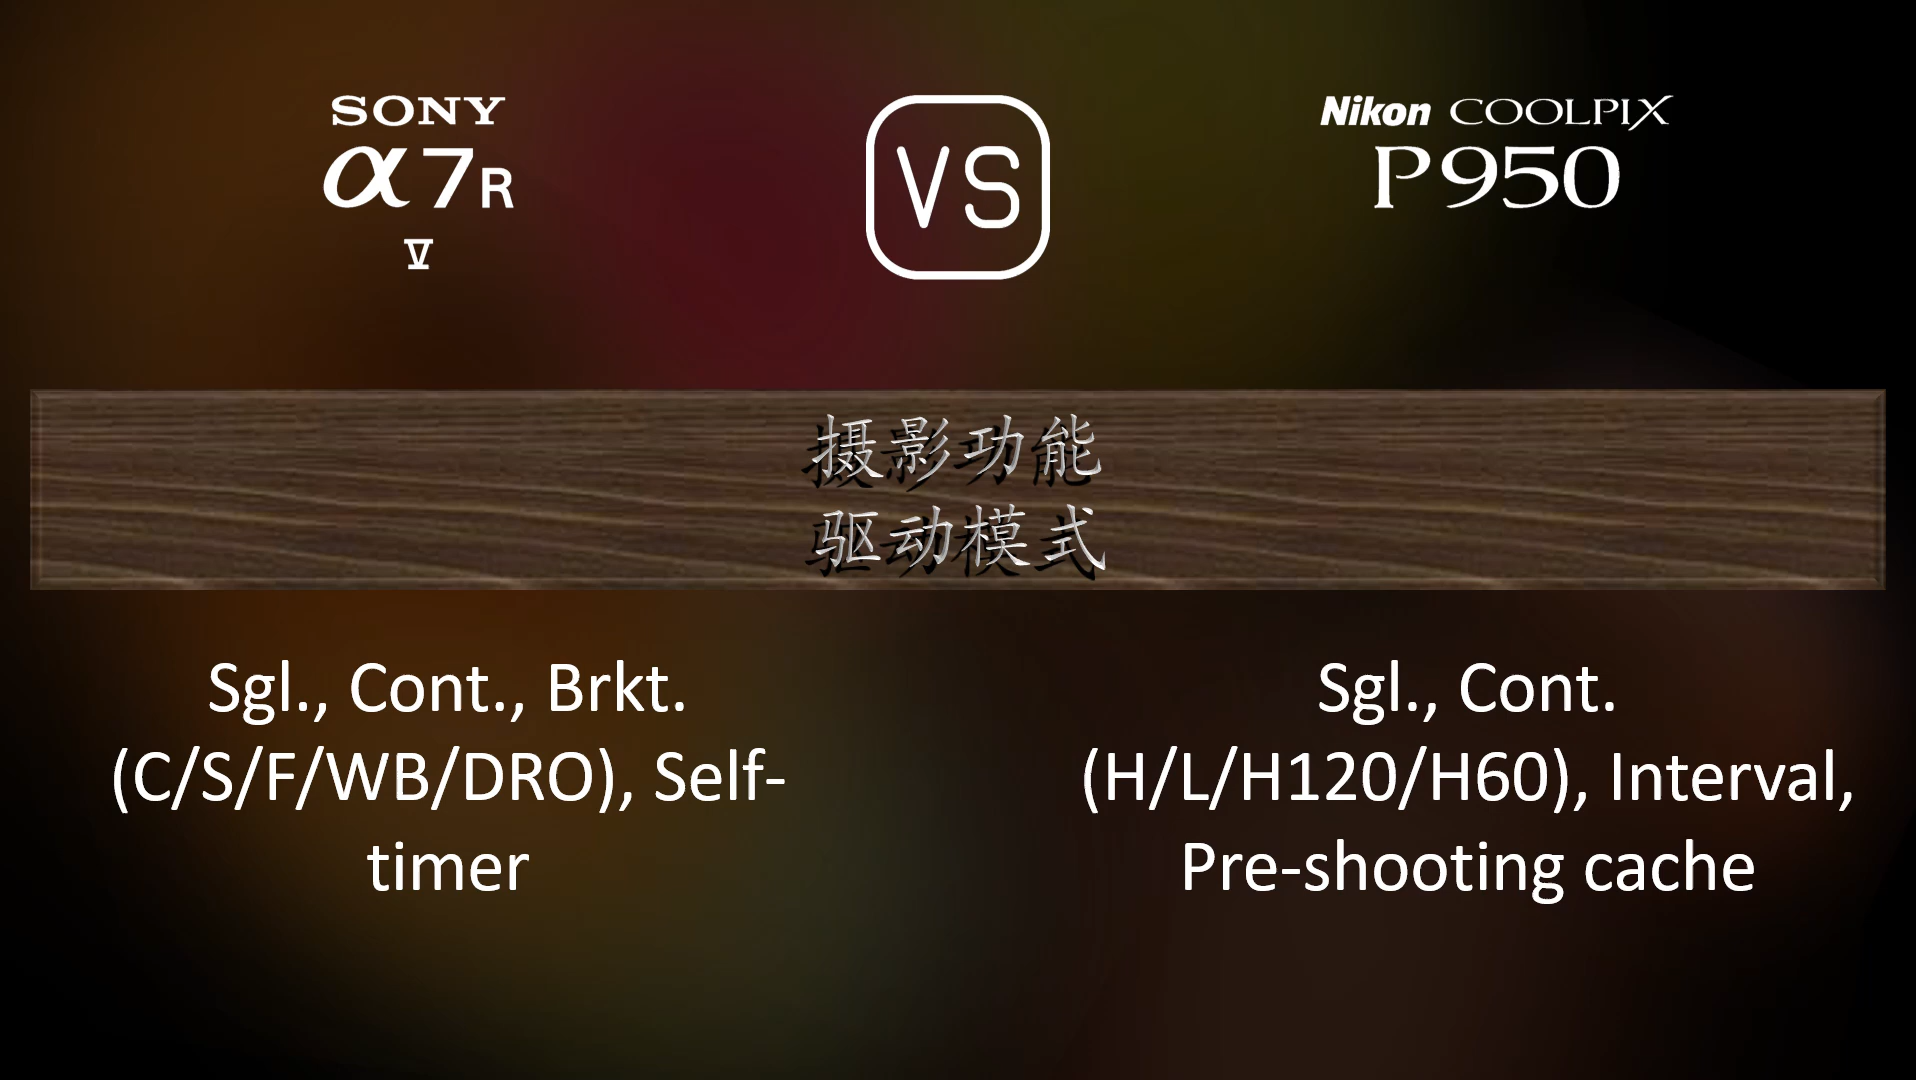 SONY
α7R
V
VS
Nikon COOLPIX
P950
摄影功能
驱动模式
Sgl., Cont., Brkt.
(C/S/F/WB/DRO), Self-
timer
Sgl., Cont.
(H/L/H120/H60), Interval,
Pre-shooting cache